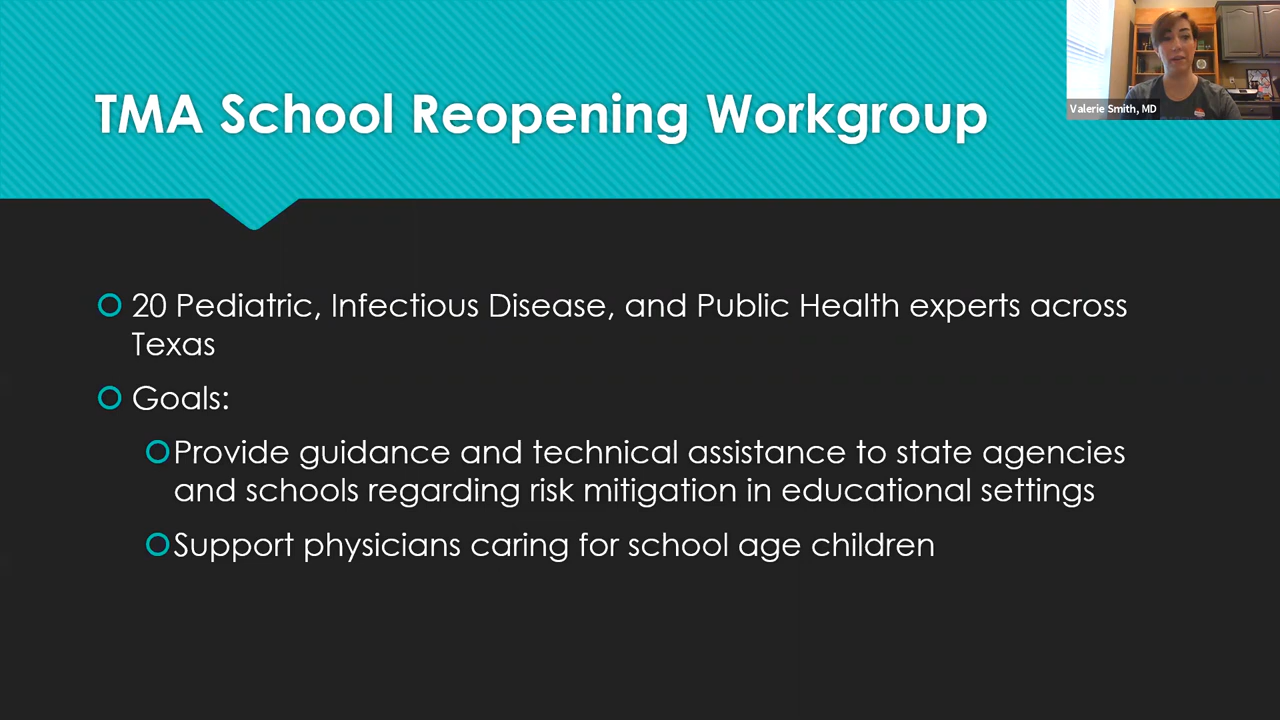 TMA School Reopening Workgroup
Valerie Smith, MD
20 Pediatric, Infectious Disease, and Public Health experts across
Texas
Goals:
Provide guidance and technical assistance to state agencies
and schools regarding risk mitigation in educational settings
Support physicians caring for school age children